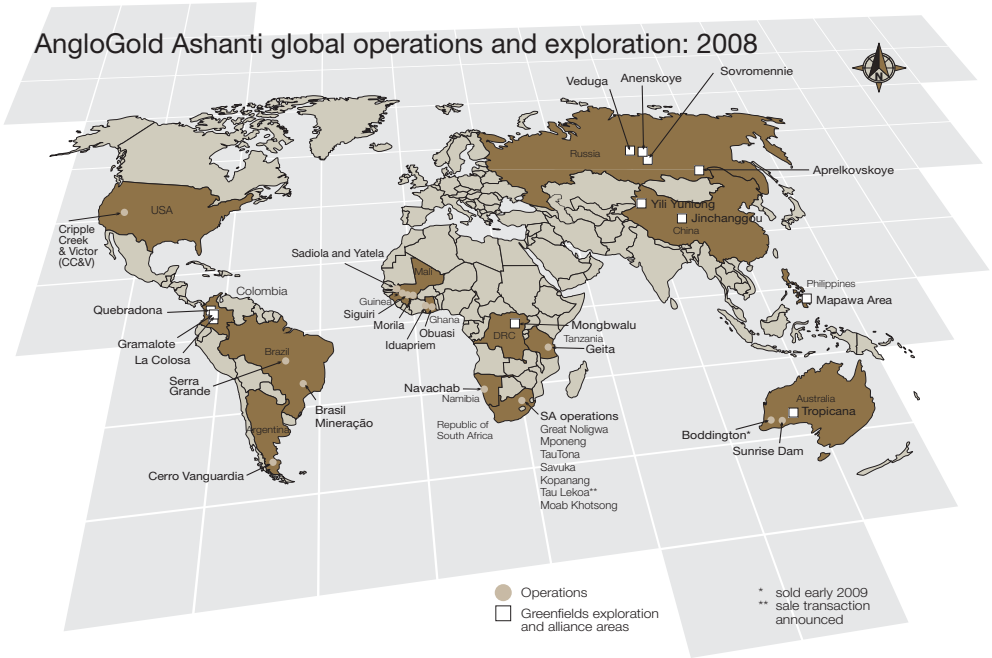 AngloGold Ashanti global operations and exploration: 2008
N
Veduga
Anenskoye
Sovromennie
Russia
Aprelkovskoye
USA
Cripple
Creek
& Victor
(CC&V)
Yili Yunlong
Jinchanggou
China
Sadiola and Yatela
Mali
Guinea
Siguiri
Morila
Ghana
Obuasi
Iduapriem
Colombia
Quebradona
Gramalote
La Colosa
Philippines
Mapawa Area
DRC
Mongbwalu
Tanzania
Geita
Brazil
Serra
Grande
Brasil
Mineração
Navachab
Namibia
Argentina
Cerro Vanguardia
Republic of
South Africa
SA operations
Great Noligwa
Mponeng
TauTona
Savuka
Kopanang
Tau Lekoa**
Moab Khotsong
Australia
Tropicana
Boddington*
Sunrise Dam
Operations
Greenfields exploration
and alliance areas
* sold early 2009
** sale transaction
announced